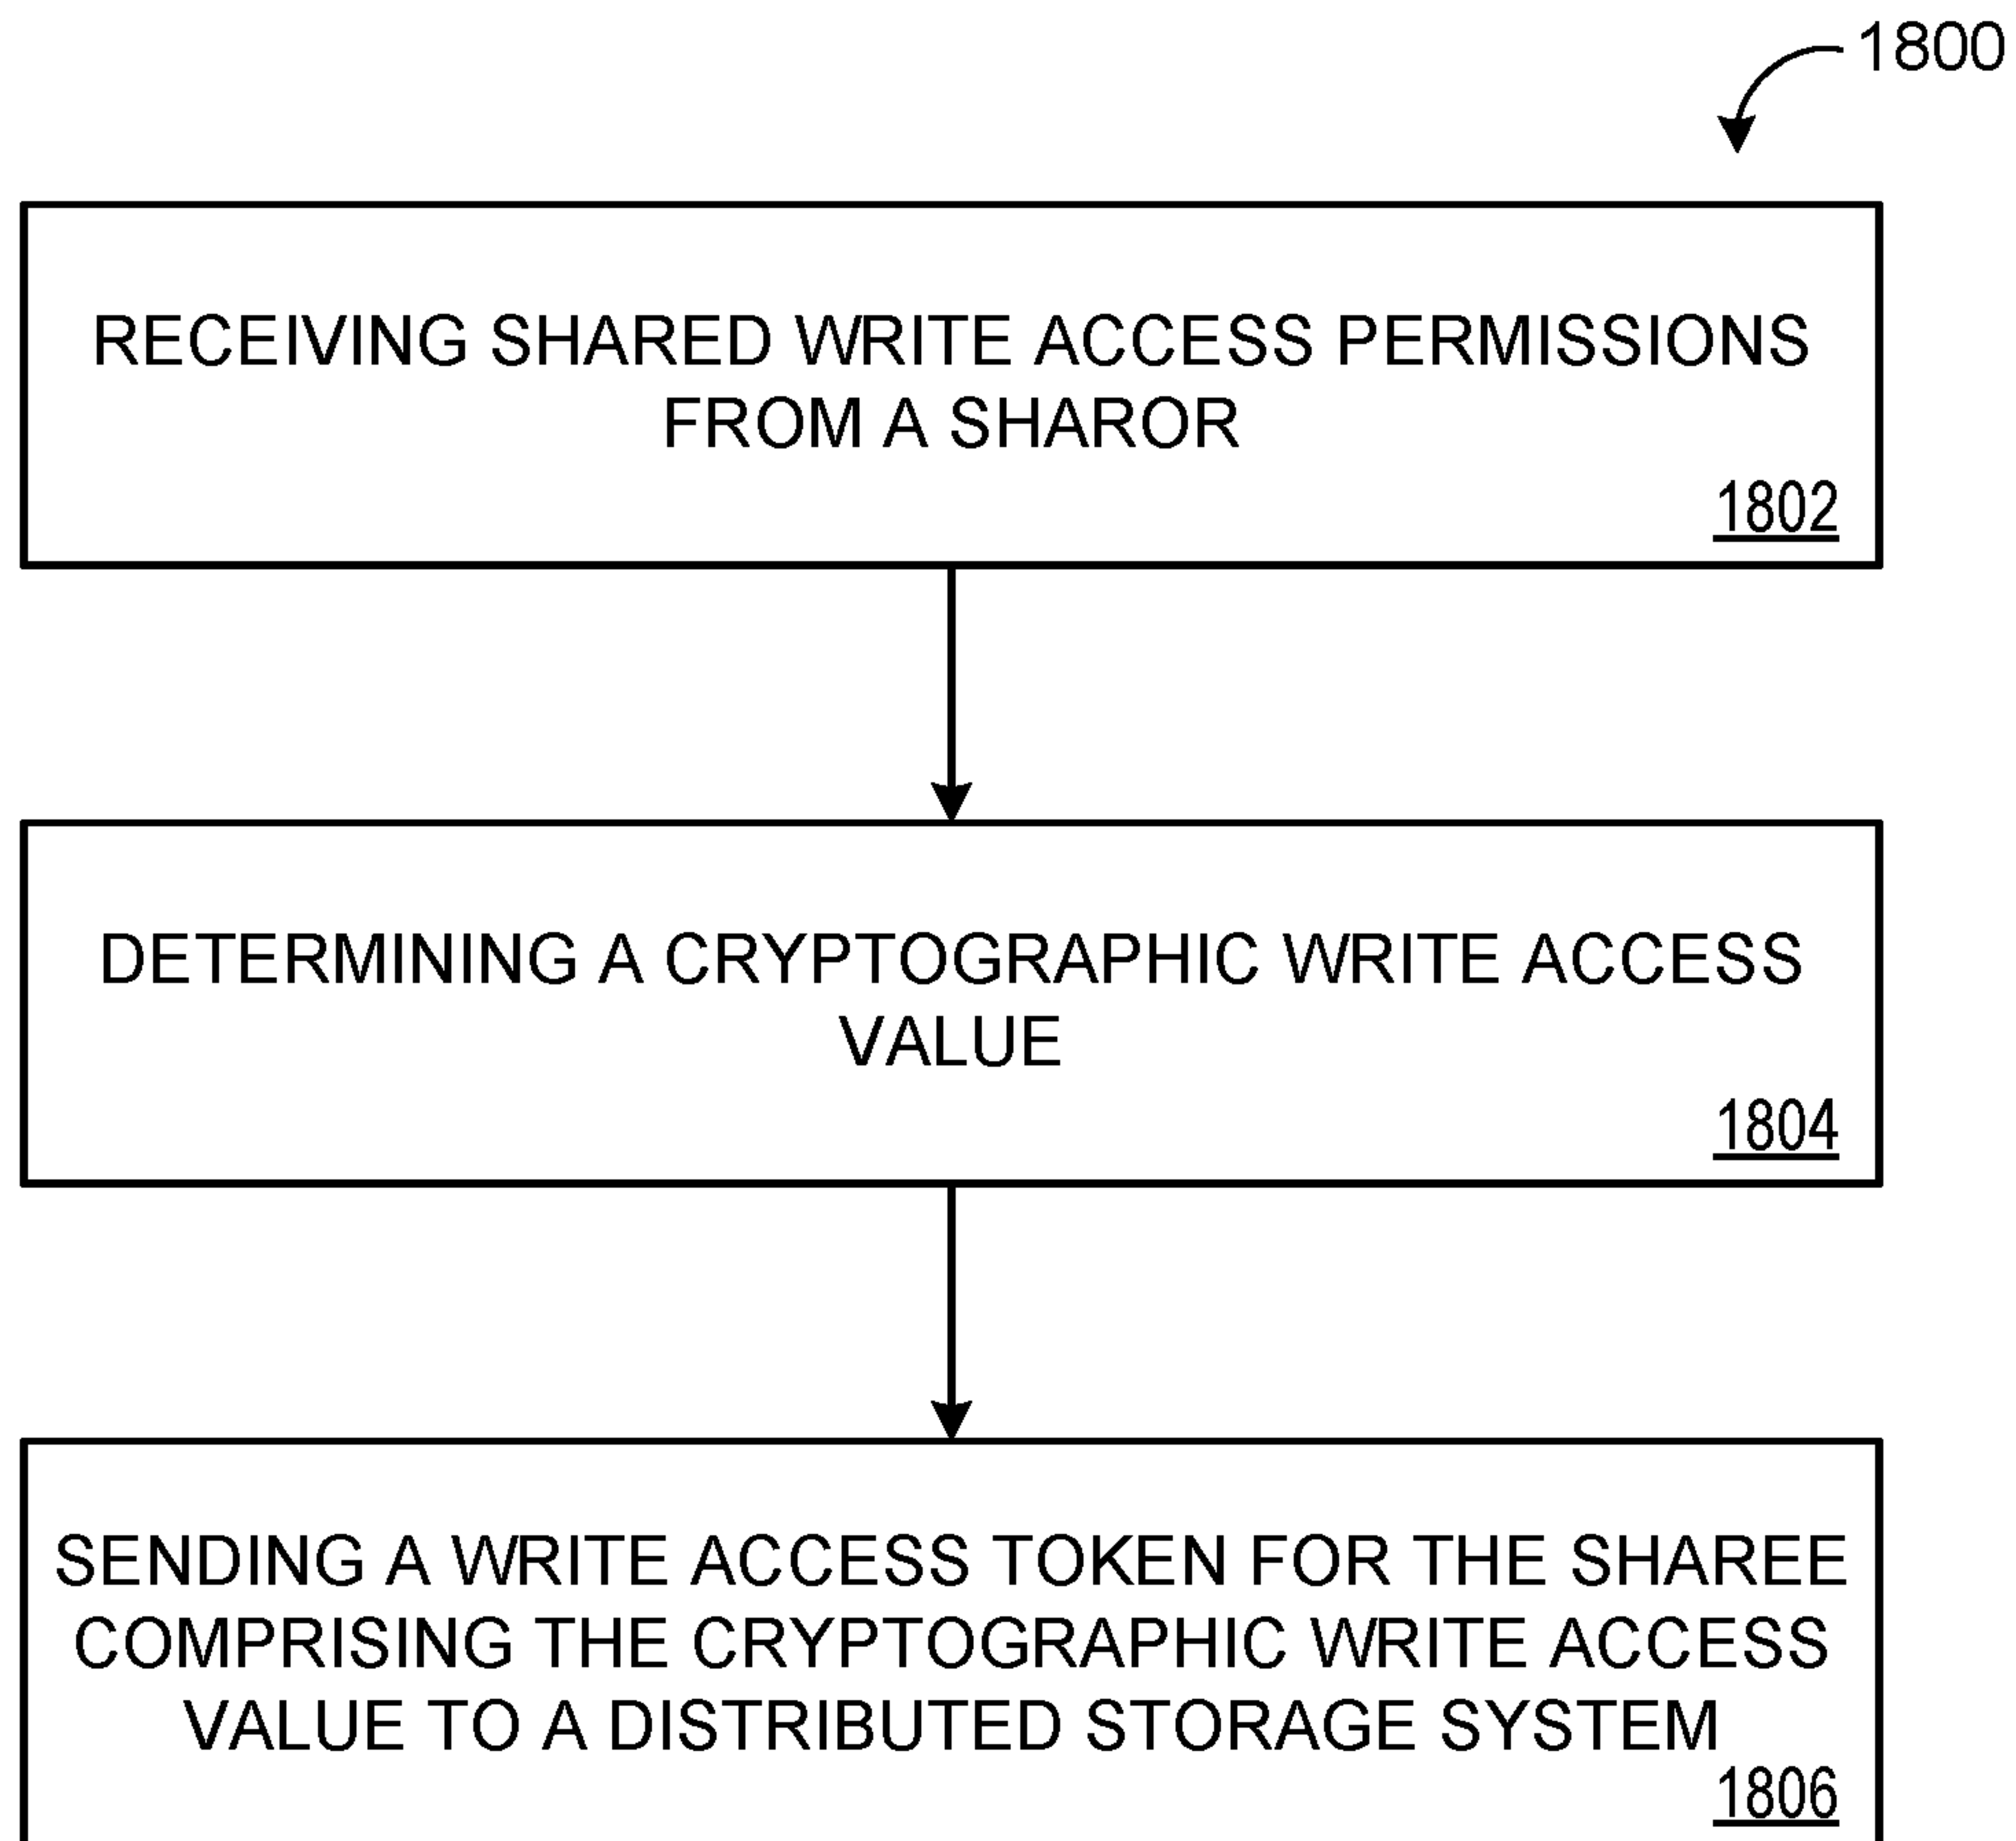 1800
RECEIVING SHARED WRITE ACCESS PERMISSIONS
FROM A SHAROR
1802
DETERMINING A CRYPTOGRAPHIC WRITE ACCESS
VALUE
1804
SENDING A WRITE ACCESS TOKEN FOR THE SHAREE
COMPRISING THE CRYPTOGRAPHIC WRITE ACCESS
VALUE TO A DISTRIBUTED STORAGE SYSTEM
1806